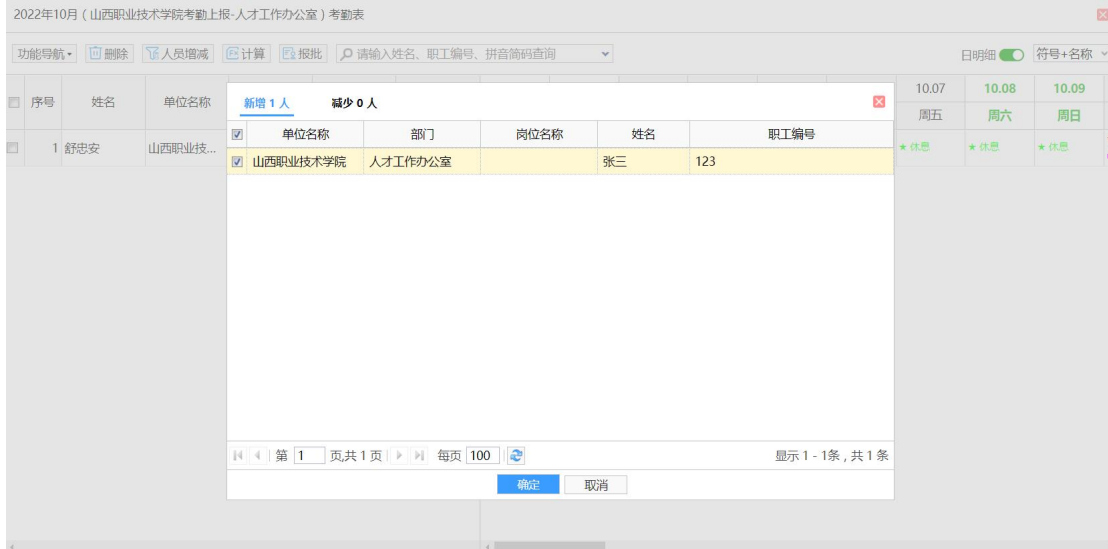 2022年10月（山西职业技术学院考勤上报-人才工作办公室）考勤表
功能导航 删除 人员增减 计算 报批 请输入姓名、职工编号、拼音简码查询 日明细 符号+名称
序号 姓名 单位名称 10.07 10.08 10.09
周五 周六 周日
1 舒忠安 山西职业技... ★ 休息 ★ 休息 ★ 休息
新增 1 人 减少 0 人
单位名称 部门 岗位名称 姓名 职工编号
山西职业技术学院 人才工作办公室 张三 123
第 1 页,共 1 页 每页 100 显示 1 - 1条，共 1 条
确定 取消